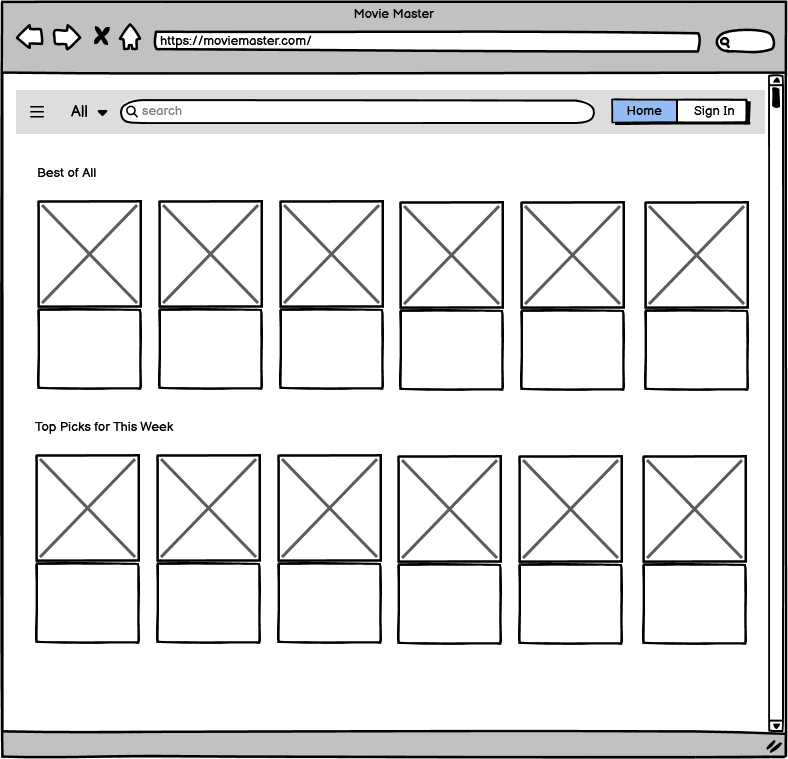 Movie Master
https://moviemaster.com/
All
search
Home
Sign In
Best of All
Top Picks for This Week